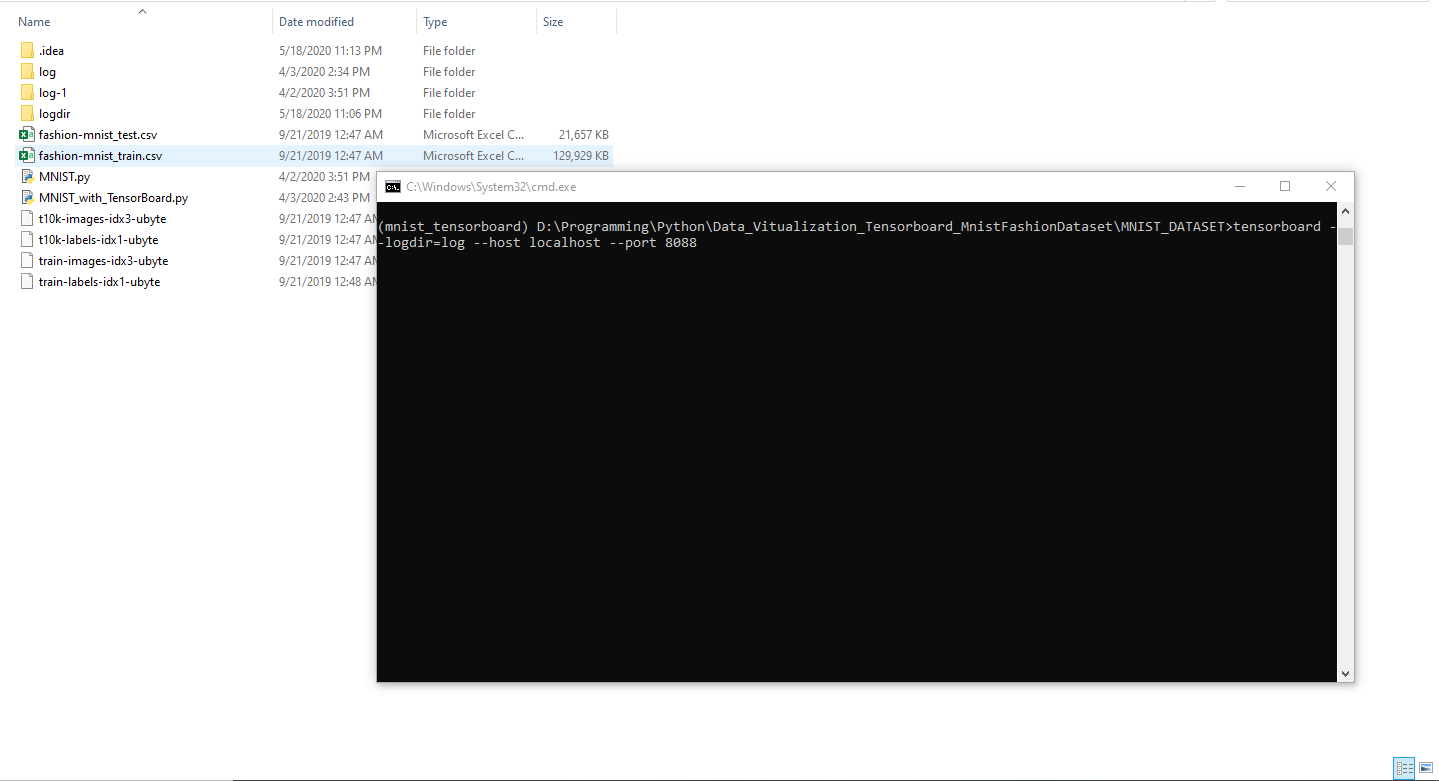 Name Date modified Type Size
.idea 5/18/2020 11:13 PM File folder
log 4/3/2020 2:34 PM File folder
log-1 4/2/2020 3:51 PM File folder
logdir 5/18/2020 11:06 PM File folder
fashion-mnist_test.csv 9/21/2019 12:47 AM Microsoft Excel C... 21,657 KB
fashion-mnist_train.csv 9/21/2019 12:47 AM Microsoft Excel C... 129,929 KB
MNIST.py 4/2/2020 3:51 PM
MNIST_with_TensorBoard.py 4/3/2020 2:43 PM
t10k-images-idx3-ubyte 9/21/2019 12:47 AM
t10k-labels-idx1-ubyte 9/21/2019 12:47 AM
train-images-idx3-ubyte 9/21/2019 12:47 AM
train-labels-idx1-ubyte 9/21/2019 12:48 AM
C:\Windows\System32\cmd.exe
(mnist_tensorboard) D:\Programming\Python\Data_Vitualization_Tensorboard_MnistFashionDataset\MNIST_DATASET>tensorboard -
-logdir=log --host localhost --port 8088